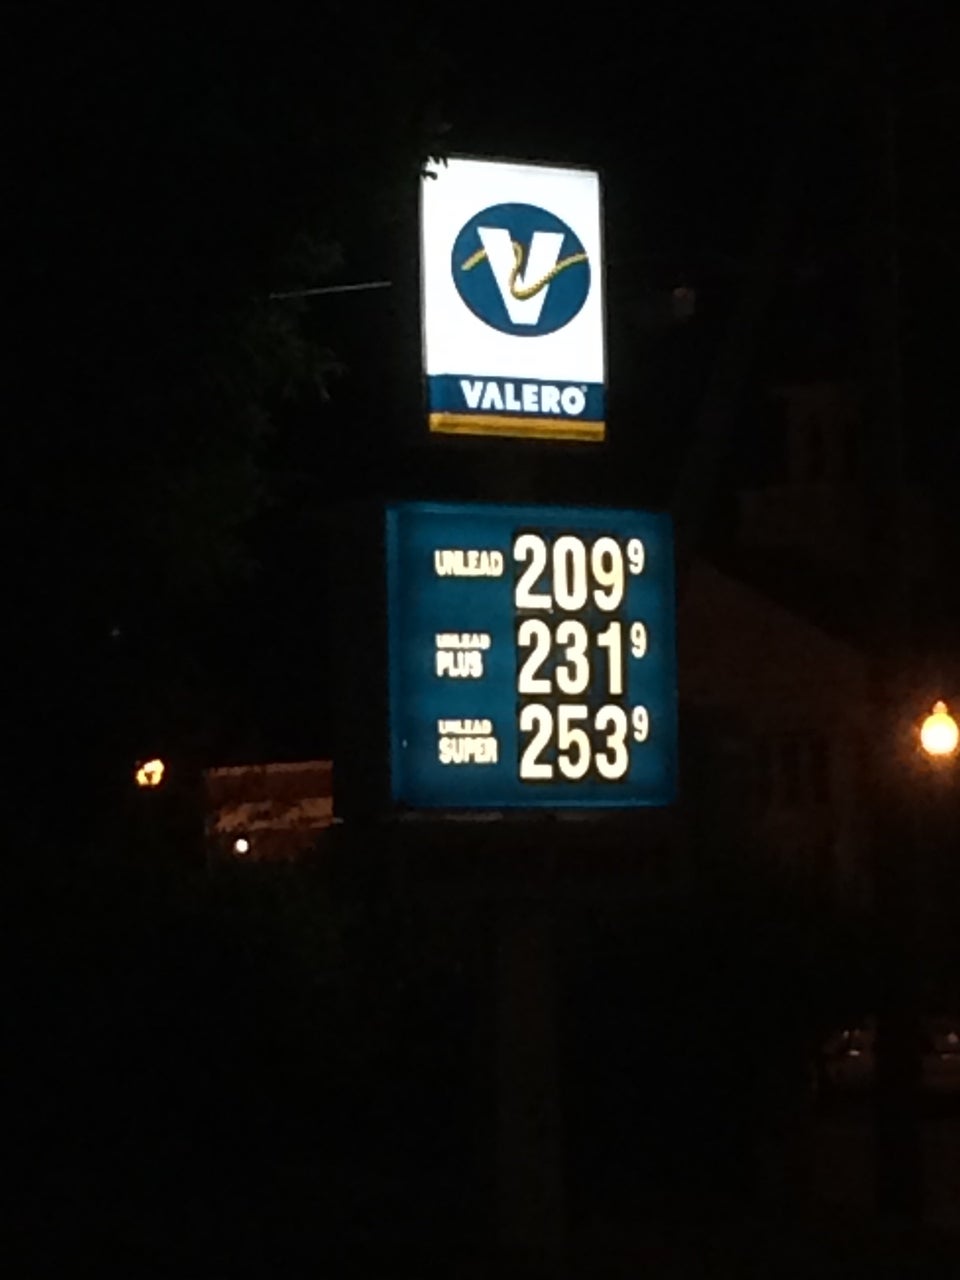 V
VALERO
UNLEAD 209 9
UNLEAD
PLUS 231 9
UNLEAD
SUPER 253 9